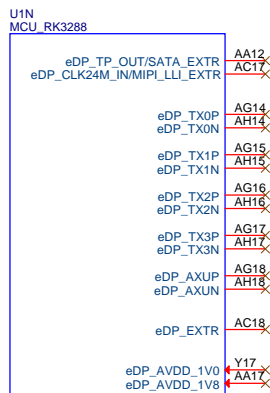 U1N
MCU_RK3288
eDP_TP_OUT/SATA_EXTR AA12
eDP_CLK24M_IN/MIPI_LLI_EXTR AC17
eDP_TX0P AG14
eDP_TX0N AH14
eDP_TX1P AG15
eDP_TX1N AH15
eDP_TX2P AG16
eDP_TX2N AH16
eDP_TX3P AG17
eDP_TX3N AH17
eDP_AXUP AG18
eDP_AXUN AH18
eDP_EXTR AC18
eDP_AVDD_1V0 Y17
eDP_AVDD_1V8 AA17